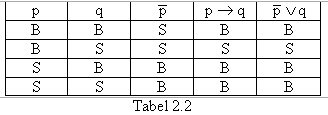 p q p̅ p → q p̅ ∨ q
B B S B B
B S S S S
S B B B B
S S B B B
Tabel 2.2